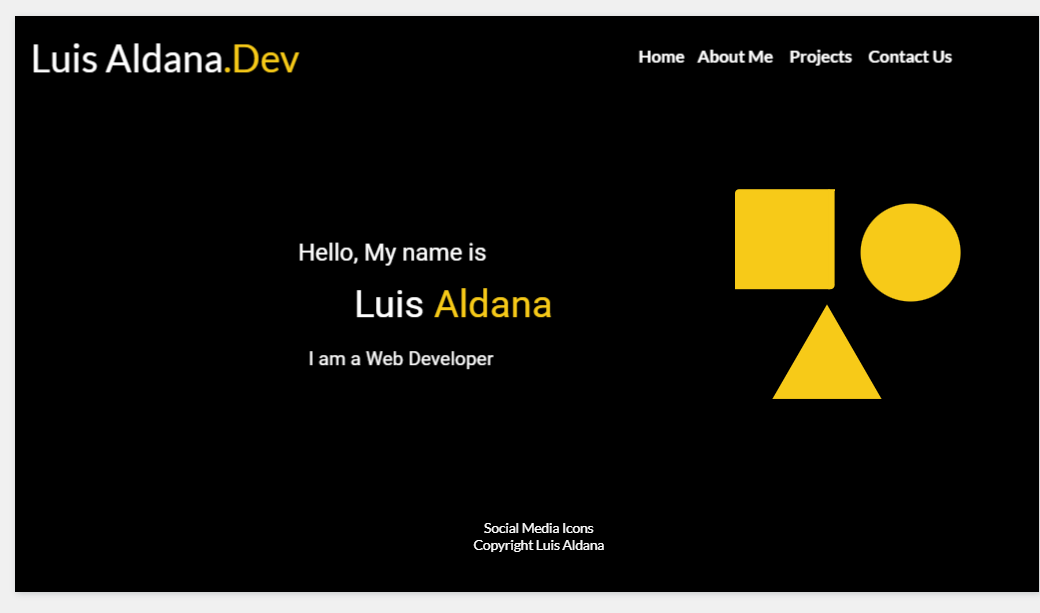 Luis Aldana.Dev
Home About Me Projects Contact Us
Hello, My name is
Luis Aldana
I am a Web Developer
Social Media Icons
Copyright Luis Aldana